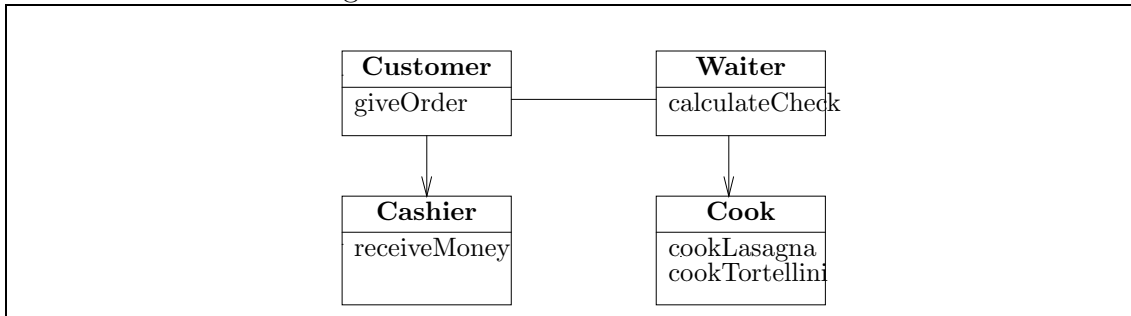 Customer
giveOrder
Waiter
calculateCheck
Cashier
receiveMoney
Cook
cookLasagna
cookTortellini